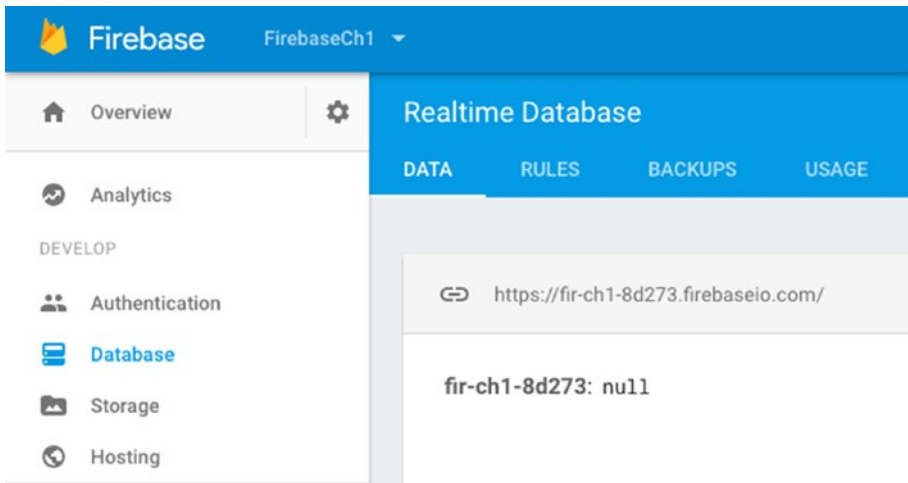 Firebase FirebaseCh1
Overview
Analytics
DEVELOP
Authentication
Database
Storage
Hosting
Realtime Database
DATA RULES BACKUPS USAGE
https://fir-ch1-8d273.firebaseio.com/
fir-ch1-8d273: null